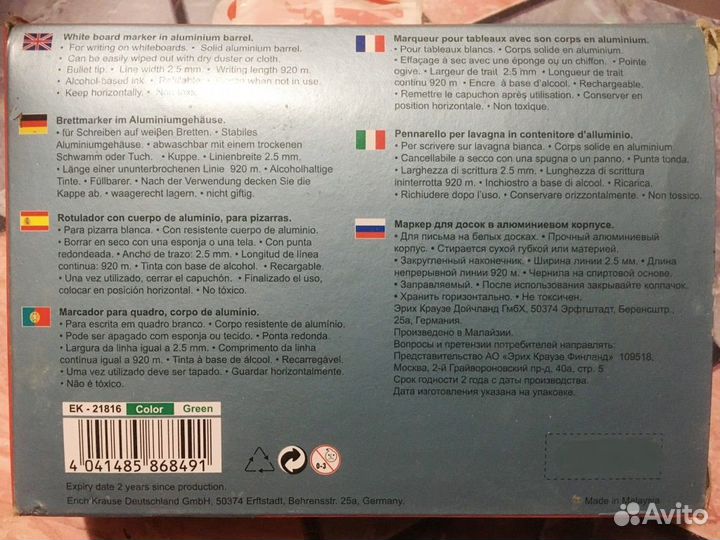 White board marker in aluminium barrel.
• For writing on whiteboards. • Solid aluminium barrel.
• Can be easily wiped out with dry duster or cloth.
• Bullet tip. • Line width 2.5 mm. • Writing length 920 m.
• Alcohol-based ink • when not in use.
• Keep horizontally. • Non toxic.
Brettmarker im Aluminiumgehäuse.
• für Schreiben auf weißen Bretten. • Stabiles
Aluminiumgehäuse. • abwaschbar mit einem trockenen
Schwamm oder Tuch. • Kuppe. • Linienbreite 2.5 mm.
• Länge einer ununterbrochenen Linie 920 m. • Alcoholhaltige
Tinte. • Füllbarer. • Nach der Verwendung decken Sie die
Kappe ab. • waagerecht lagern. • nicht giftig.
Rotulador con cuerpo de aluminio, para pizarras.
• Para pizarra blanca. • Con resistente cuerpo de aluminio.
• Borrar en seco con una esponja o una tela. • Con punta
redondeada. • Ancho de trazo: 2.5 mm. • Longitud de línea
continua: 920 m. • Tinta con base de alcohol. • Recargable.
• Una vez utilizado, cerrar el capuchón. • Finalizado el uso,
colocar en posición horizontal. • No tóxico.
Marcador para quadro, corpo de alumínio.
• Para escrita em quadro branco. • Corpo resistente de alumínio.
• Pode ser apagado com esponja ou tecido. • Ponta redonda.
• Largura da linha igual a 2.5 mm. • Comprimento da linha
continua igual a 920 m. • Tinta à base de álcool. • Recarregável.
• Uma vez utilizado deve ser tapado. • Guardar horizontalmente.
• Não é tóxico.
EK - 21816 Color Green
4 041485 868491
0-3
Expiry date 2 years since production.
Erich Krause Deutschland GmbH, 50374 Erftstadt, Behrensstr. 25a, Germany.
Marqueur pour tableaux avec son corps en aluminium.
• Pour tableaux blancs. • Corps solide en aluminium.
• Effaçage à sec avec une éponge ou un chiffon. • Pointe
ogive. • Largeur de trait 2.5 mm • Longueur de trait
continu 920 m • Encre à base d'alcool. • Rechargeable.
• Remettre le capuchon après utilisation. • Conserver en
position horizontale. • Non toxique.
Pennarello per lavagna in contenitore d'alluminio.
• Per scrivere su lavagna bianca. • Corpo solido en aluminium.
• Cancellabile a secco con una spugna o un panno. • Punta tonda.
• Larghezza di scrittura 2.5 mm. • Lunghezza di scrittura
ininterrotta 920 m. • Inchiostro a base di alcool. • Ricarica.
• Richiudere dopo l'uso. • Conservare orizzontalmente. • Non tossico.
Маркер для досок в алюминиевом корпусе.
• Для письма на белых досках. • Прочный алюминиевый
корпус. • Стирается сухой губкой или материей.
• Закругленный наконечник. • Ширина линии 2.5 мм. • Длина
непрерывной линии 920 м. • Чернила на спиртовой основе.
• Заправляемый. • После использования закрывайте колпачок.
• Хранить горизонтально. • Не токсичен.
Эрих Краузе Дойчланд ГмбХ, 50374 Эрфтштадт, Беренсштр.,
25а, Германия.
Произведено в Малайзии.
Вопросы и претензии потребителей направлять:
Представительство АО «Эрих Краузе Финланд» 109518,
Москва, 2-й Грайвороновский пр-д, 40а, стр. 5
Срок годности 2 года с даты производства.
Дата изготовления указана на упаковке.
Made in Malaysia
Avito